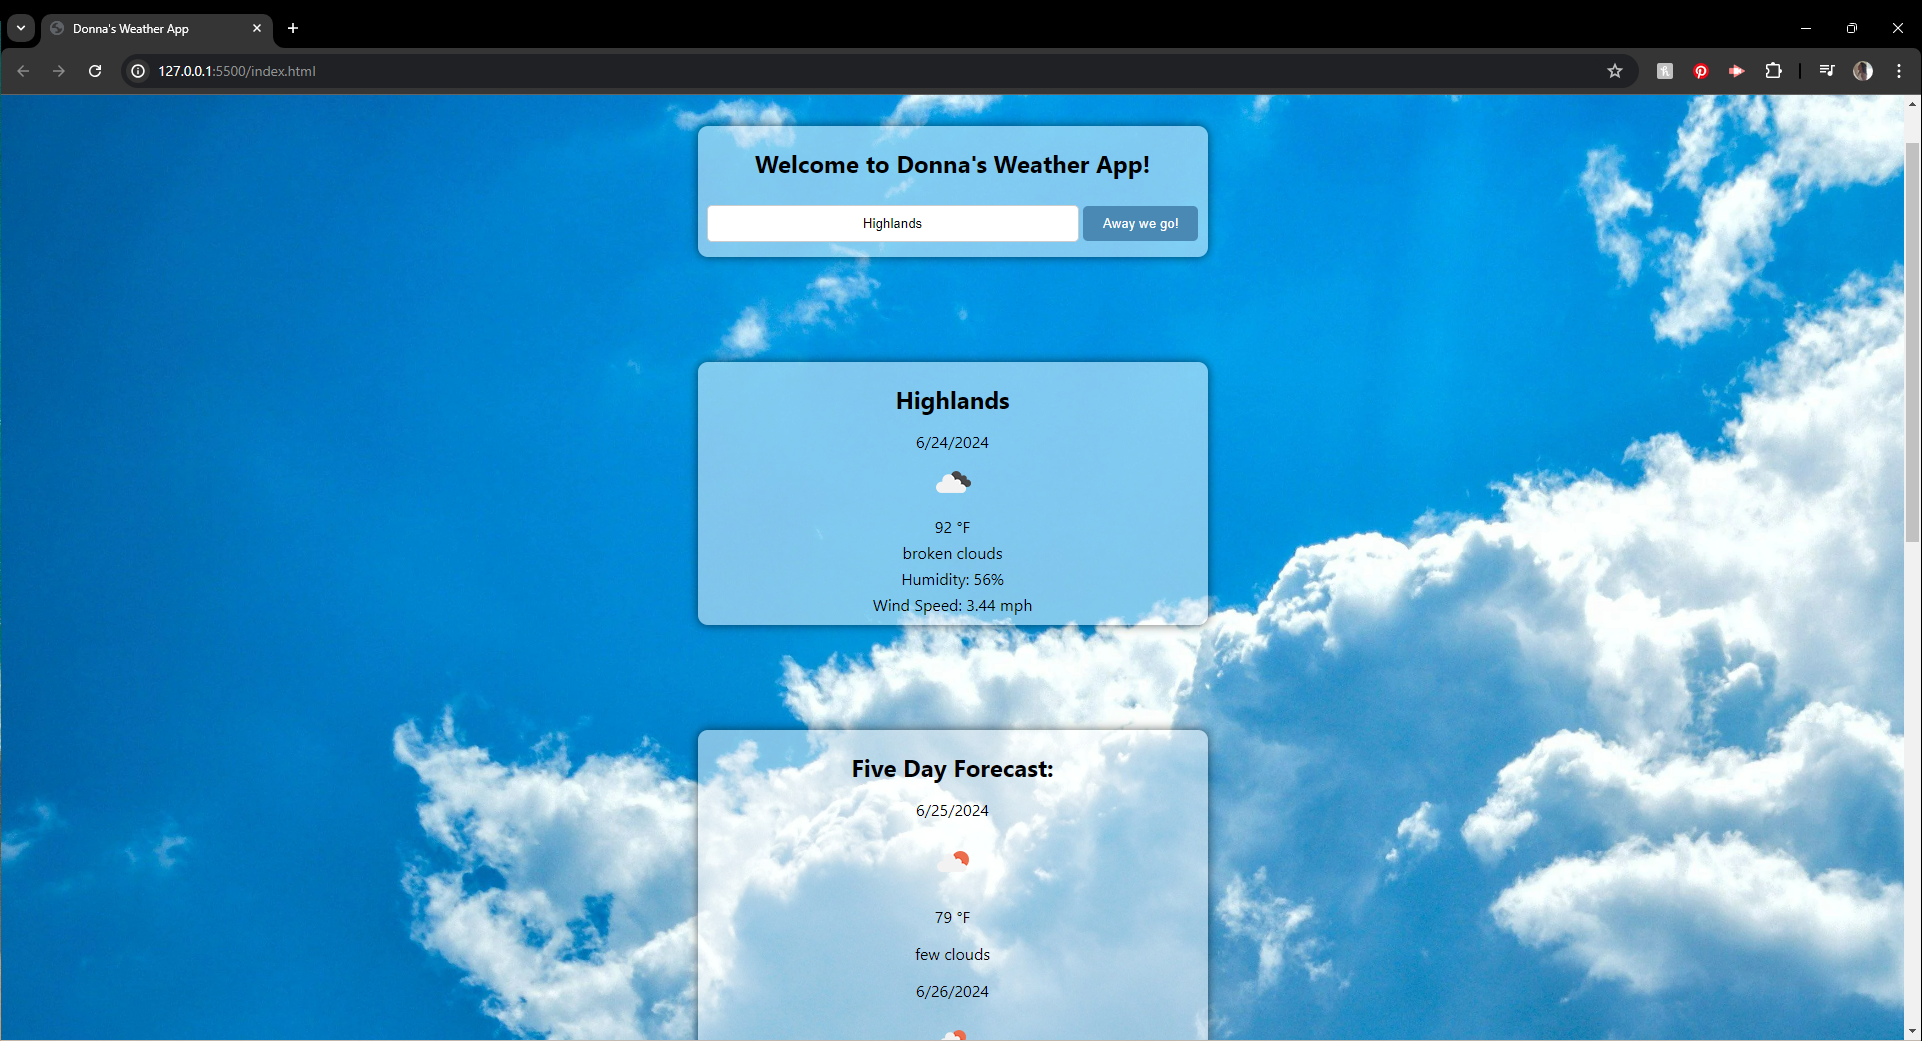 Donna's Weather App
127.0.0.1:5500/index.html
Welcome to Donna's Weather App!
Highlands
Away we go!
Highlands
6/24/2024
92 °F
broken clouds
Humidity: 56%
Wind Speed: 3.44 mph
Five Day Forecast:
6/25/2024
79 °F
few clouds
6/26/2024